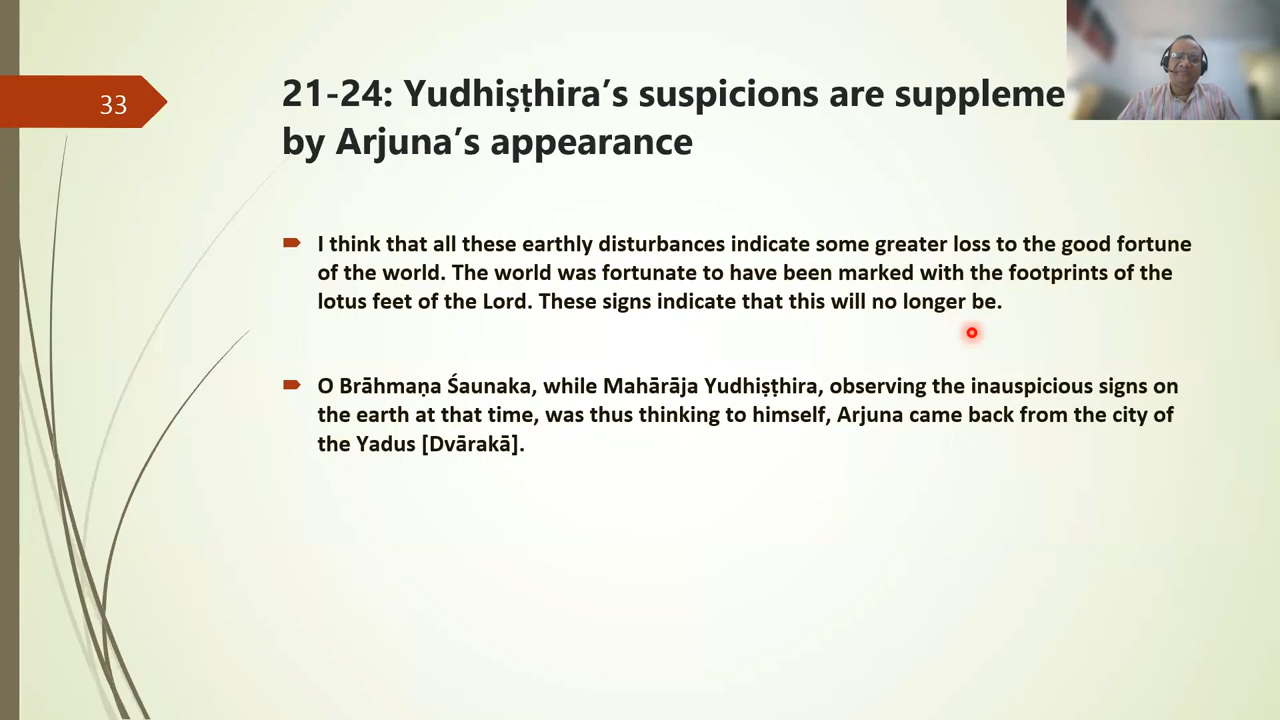 33
21-24: Yudhiṣṭhira’s suspicions are suppleme
by Arjuna’s appearance
I think that all these earthly disturbances indicate some greater loss to the good fortune
of the world. The world was fortunate to have been marked with the footprints of the
lotus feet of the Lord. These signs indicate that this will no longer be.
O Brāhmaṇa Śaunaka, while Mahārāja Yudhiṣṭhira, observing the inauspicious signs on
the earth at that time, was thus thinking to himself, Arjuna came back from the city of
the Yadus [Dvārakā].